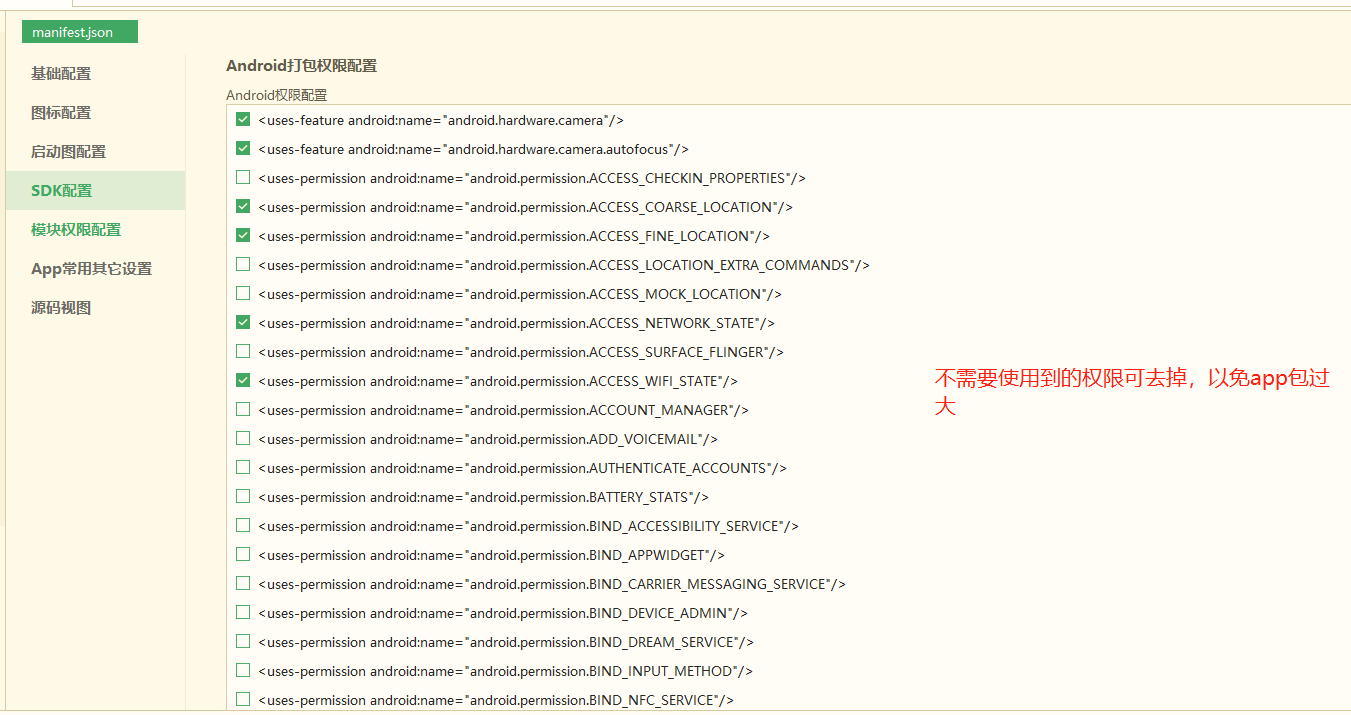 manifest.json
基础配置
图标配置
启动图配置
SDK配置
模块权限配置
App常用其它设置
源码视图
Android打包权限配置
Android权限配置
<uses-feature android:name="android.hardware.camera"/>
<uses-feature android:name="android.hardware.camera.autofocus"/>
<uses-permission android:name="android.permission.ACCESS_CHECKIN_PROPERTIES"/>
<uses-permission android:name="android.permission.ACCESS_COARSE_LOCATION"/>
<uses-permission android:name="android.permission.ACCESS_FINE_LOCATION"/>
<uses-permission android:name="android.permission.ACCESS_LOCATION_EXTRA_COMMANDS"/>
<uses-permission android:name="android.permission.ACCESS_MOCK_LOCATION"/>
<uses-permission android:name="android.permission.ACCESS_NETWORK_STATE"/>
<uses-permission android:name="android.permission.ACCESS_SURFACE_FLINGER"/>
<uses-permission android:name="android.permission.ACCESS_WIFI_STATE"/>
<uses-permission android:name="android.permission.ACCOUNT_MANAGER"/>
<uses-permission android:name="android.permission.ADD_VOICEMAIL"/>
<uses-permission android:name="android.permission.AUTHENTICATE_ACCOUNTS"/>
<uses-permission android:name="android.permission.BATTERY_STATS"/>
<uses-permission android:name="android.permission.BIND_ACCESSIBILITY_SERVICE"/>
<uses-permission android:name="android.permission.BIND_APPWIDGET"/>
<uses-permission android:name="android.permission.BIND_CARRIER_MESSAGING_SERVICE"/>
<uses-permission android:name="android.permission.BIND_DEVICE_ADMIN"/>
<uses-permission android:name="android.permission.BIND_DREAM_SERVICE"/>
<uses-permission android:name="android.permission.BIND_INPUT_METHOD"/>
<uses-permission android:name="android.permission.BIND_NFC_SERVICE"/>
不需要使用到的权限可去掉，以免app包过
大